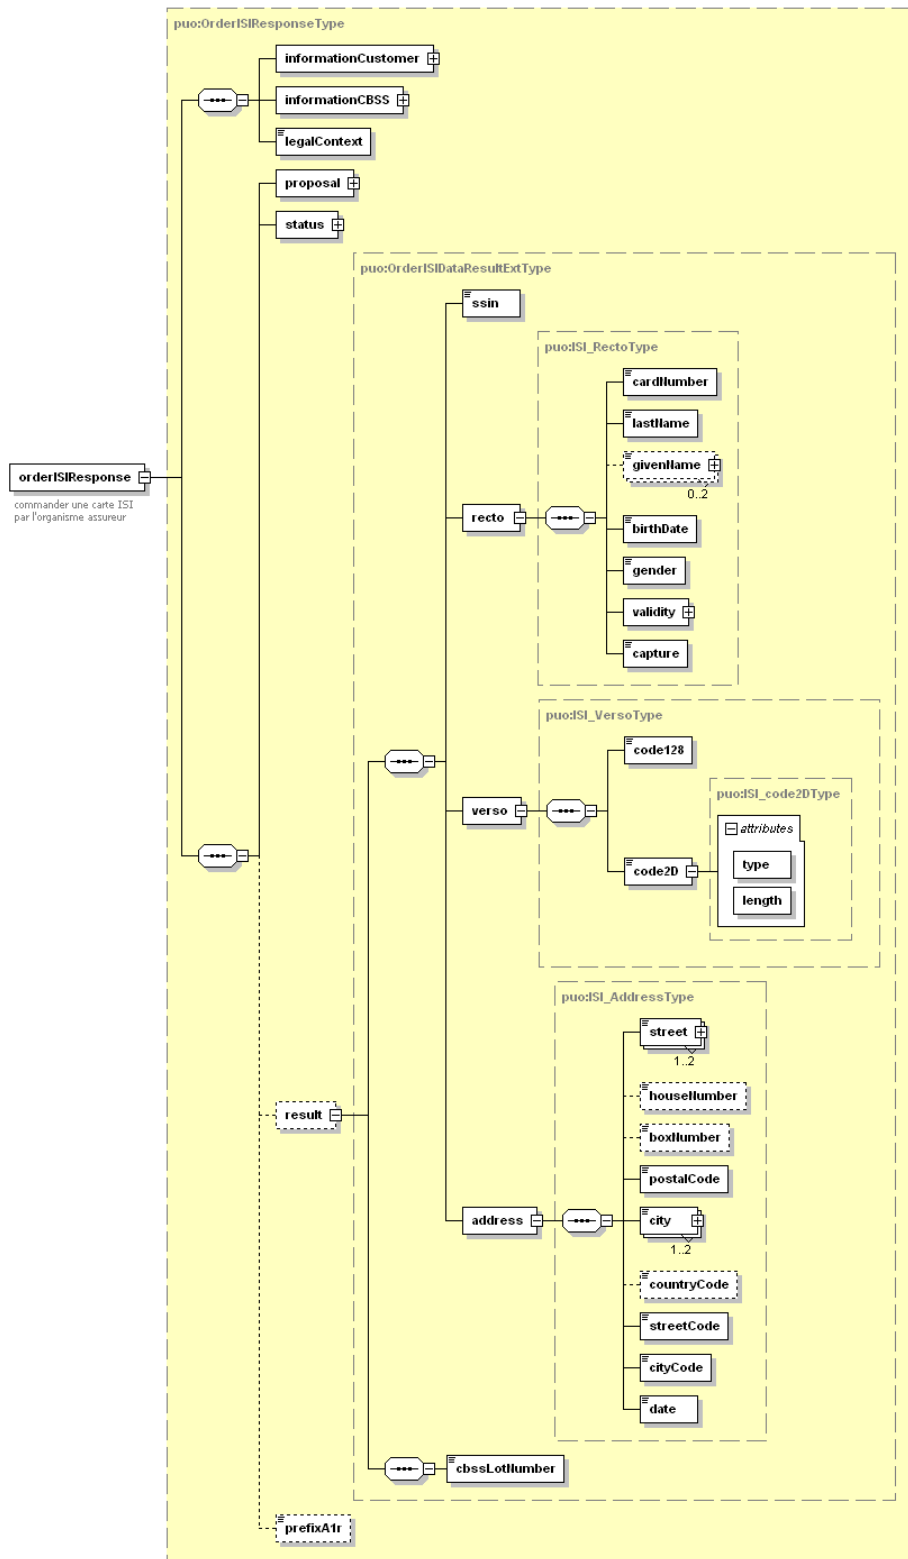 puo:OrderISIResponseType
informationCustomer
informationCBSS
legalContext
proposal
status
puo:OrderISIDataResultExtType
ssin
puo:ISI_RectoType
cardNumber
lastName
givenName
0..2
orderISIResponse
commander une carte ISI
par l'organisme assureur
recto
birthDate
gender
validity
capture
puo:ISI_VersoType
code128
puo:ISI_code2DType
verso
attributes
type
code2D
length
puo:ISI_AddressType
street
1..2
houseNumber
result
boxNumber
postalCode
address
city
1..2
countryCode
streetCode
cityCode
date
cbssLotNumber
prefixA1r